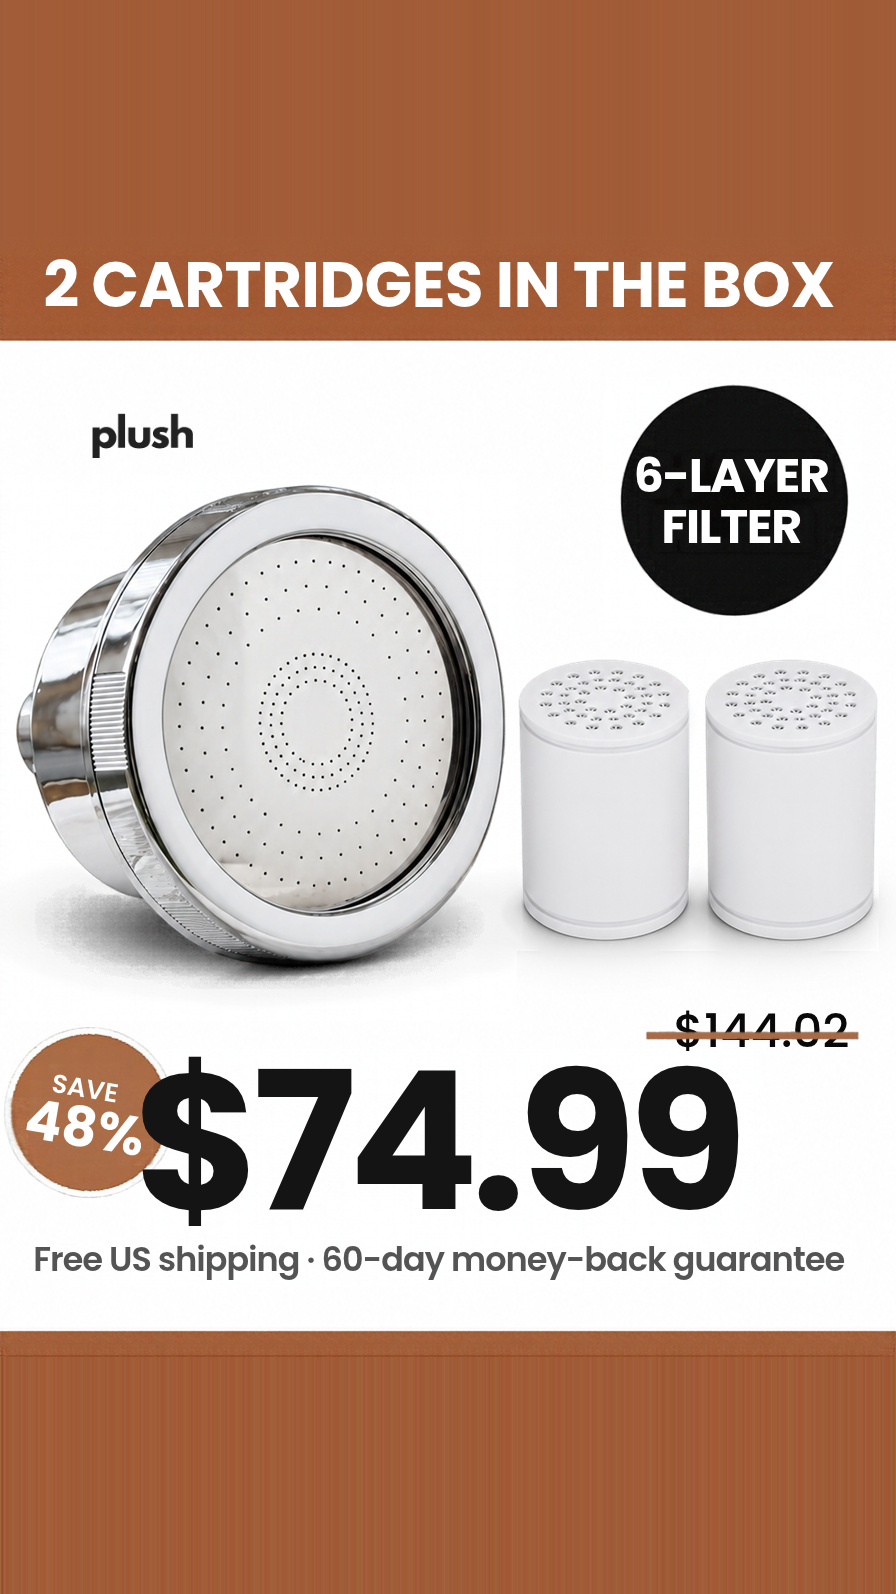 2 CARTRIDGES IN THE BOX
plush
6-LAYER
FILTER
$144.02
SAVE
48%
$74.99
Free US shipping · 60-day money-back guarantee